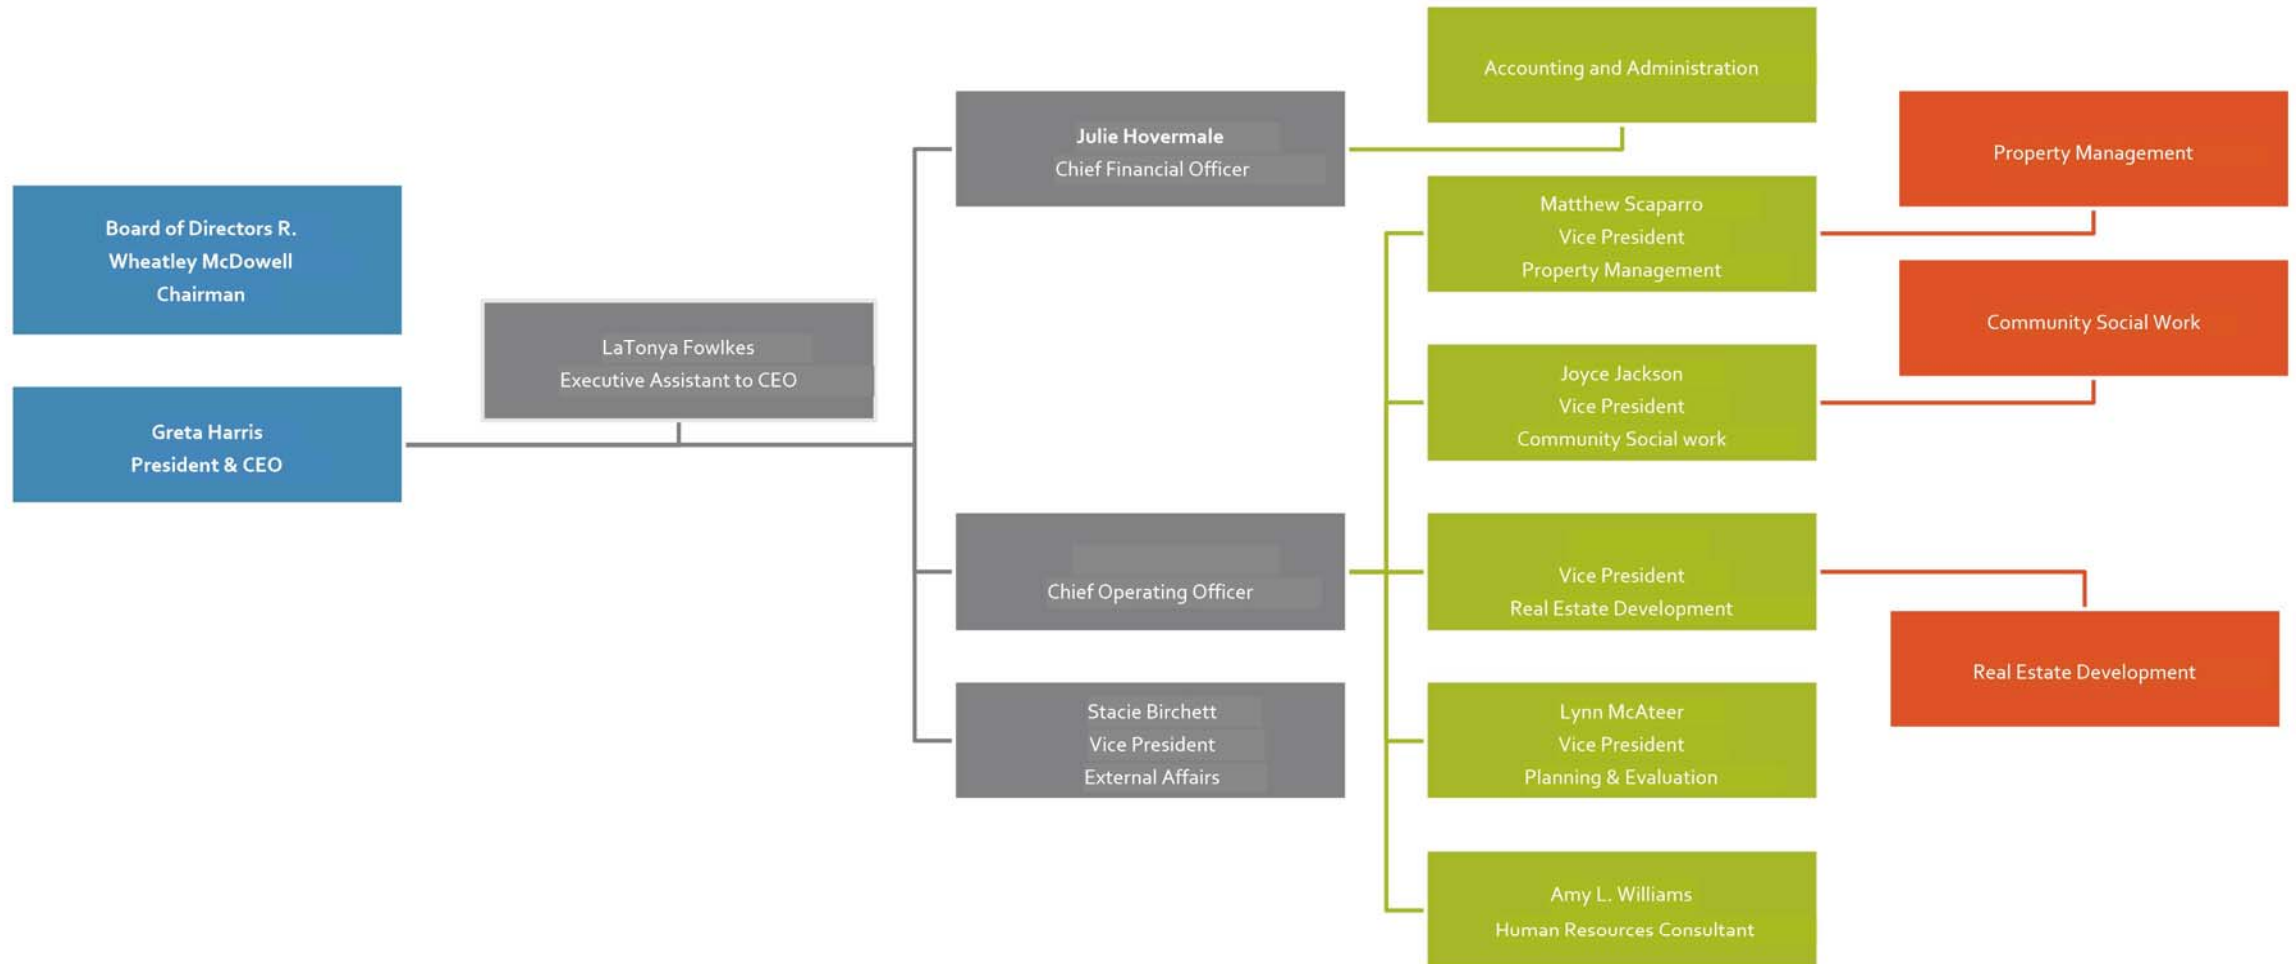 Board of Directors R.
Wheatley McDowell
Chairman
Greta Harris
President & CEO
LaTonya Fowlkes
Executive Assistant to CEO
Julie Hovermale
Chief Financial Officer
Chief Operating Officer
Stacie Birchett
Vice President
External Affairs
Accounting and Administration
Matthew Scaparro
Vice President
Property Management
Joyce Jackson
Vice President
Community Social work
Vice President
Real Estate Development
Lynn McAteer
Vice President
Planning & Evaluation
Amy L. Williams
Human Resources Consultant
Property Management
Community Social Work
Real Estate Development